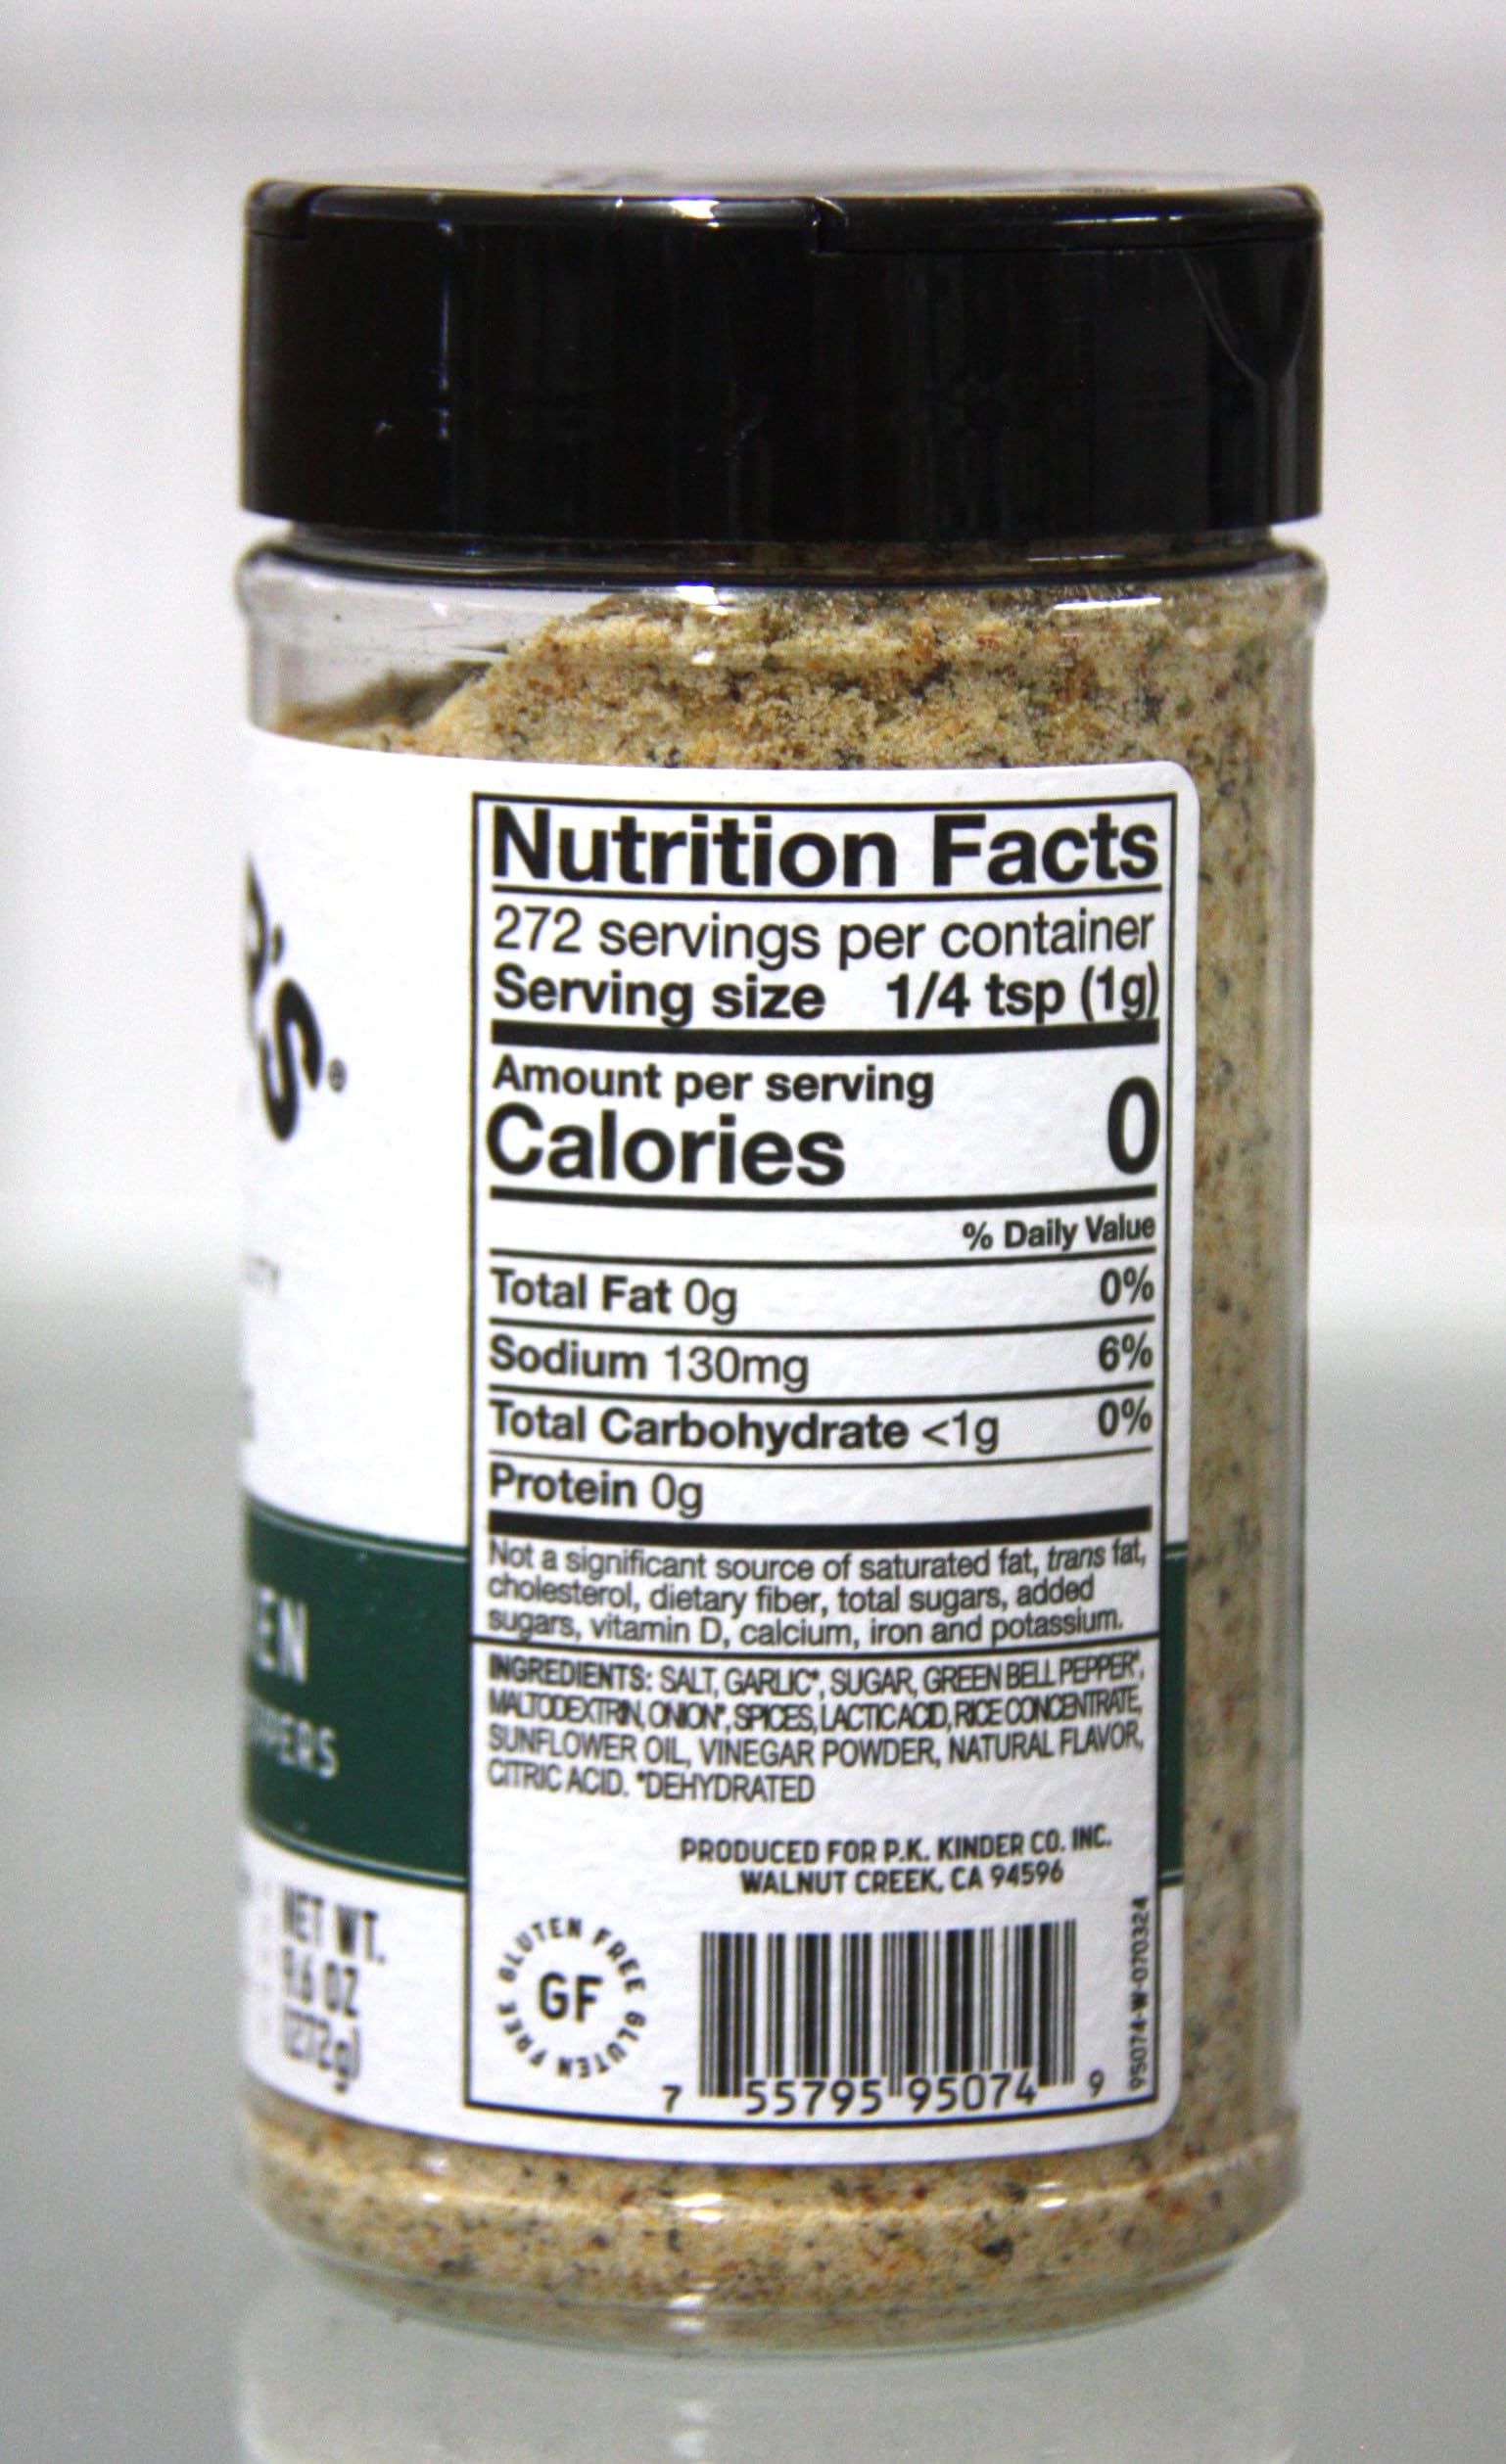 'S®
EN
PERS
NET WT.
9.6 OZ
(272g)
Nutrition Facts
272 servings per container
Serving size 1/4 tsp (1g)
Amount per serving
Calories 0
% Daily Value
Total Fat 0g 0%
Sodium 130mg 6%
Total Carbohydrate <1g 0%
Protein 0g
Not a significant source of saturated fat, trans fat,
cholesterol, dietary fiber, total sugars, added
sugars, vitamin D, calcium, iron and potassium.
INGREDIENTS: SALT, GARLIC*, SUGAR, GREEN BELL PEPPER*,
MALTODEXTRIN, ONION*, SPICES, LACTIC ACID, RICE CONCENTRATE,
SUNFLOWER OIL, VINEGAR POWDER, NATURAL FLAVOR,
CITRIC ACID. *DEHYDRATED
PRODUCED FOR P.K. KINDER CO. INC.
WALNUT CREEK, CA 94596
GLUTEN FREE GLUTEN FREE
GF
7 55795 95074 9
95074-W-070324